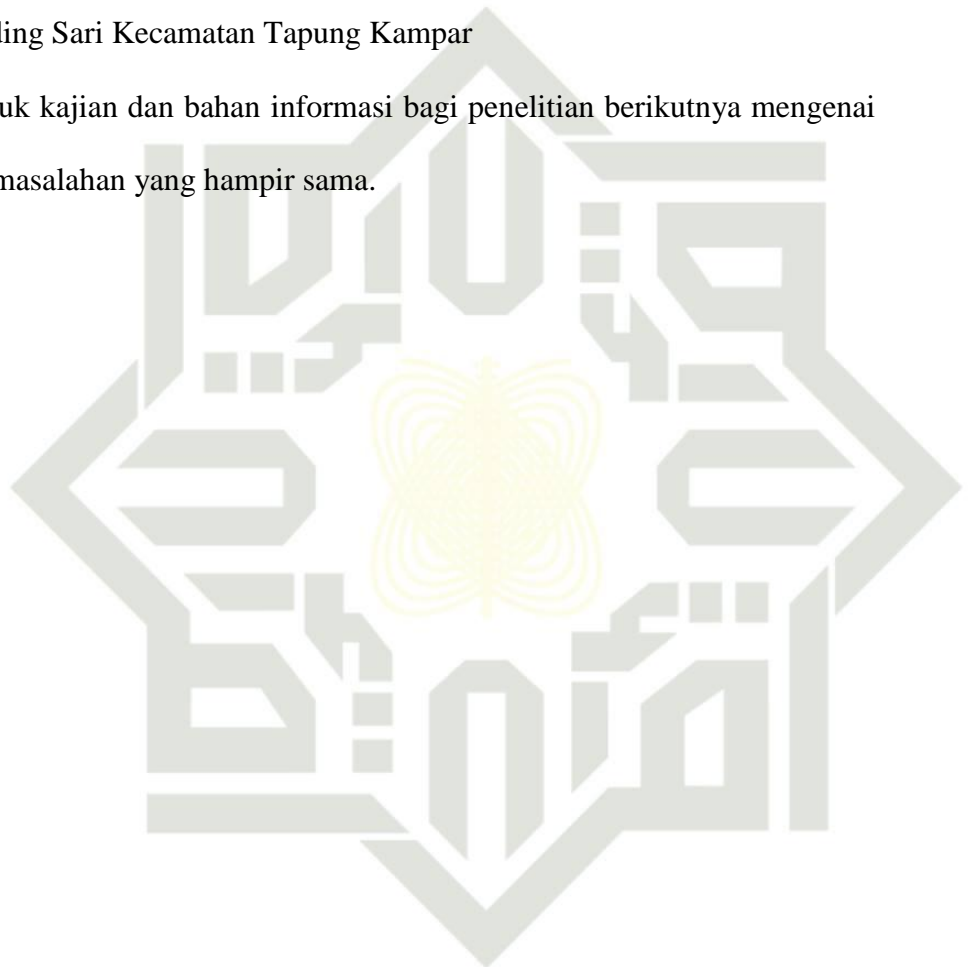 ding Sari Kecamatan Tapung Kampar
uk kajian dan bahan informasi bagi penelitian berikutnya mengenai
masalahan yang hampir sama.